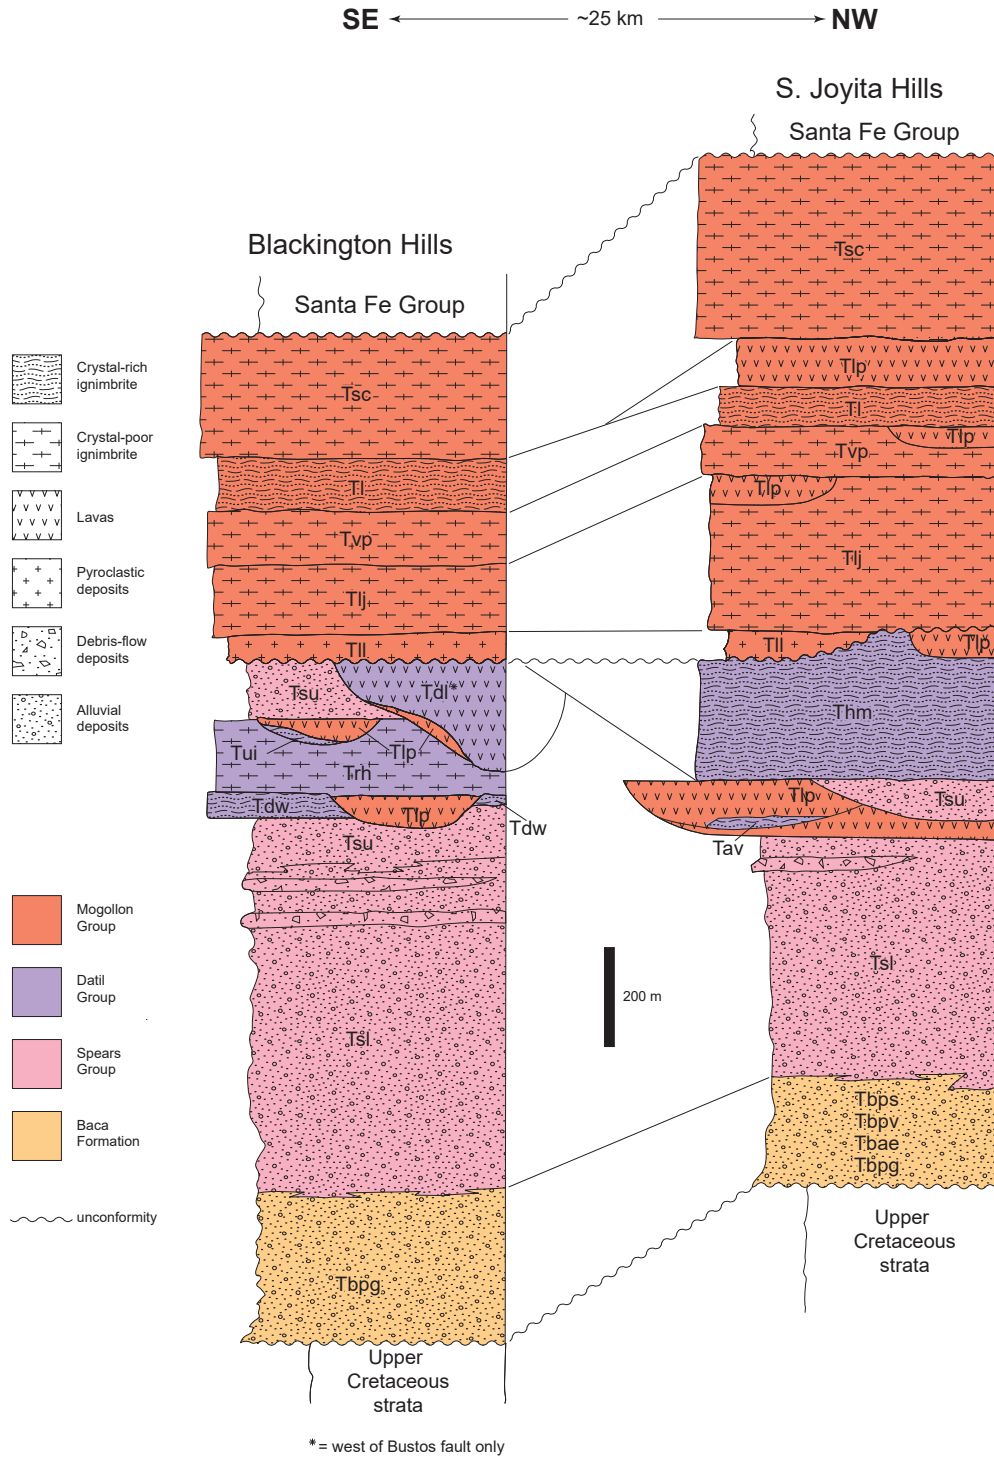 SE
~25 km
NW
S. Joyita Hills
Santa Fe Group
Tsc
Tlp
Tl
Tlp
Tvp
Tlp
Tlj
Tll
Tlp
Thm
Tlp
Tsu
Tav
Tsl
Tbps
Tbpv
Tbae
Tbpg
Upper
Cretaceous
strata
Blackington Hills
Santa Fe Group
Tsc
Tl
Tvp
Tlj
Tll
Tsu
Tdl*
Tui
Tlp
Trh
Tdw
Tlp
Tdw
Tsu
Tsl
Tbpg
Upper
Cretaceous
strata
* = west of Bustos fault only
200 m
Crystal-rich
ignimbrite
Crystal-poor
ignimbrite
Lavas
Pyroclastic
deposits
Debris-flow
deposits
Alluvial
deposits
Mogollon
Group
Datil
Group
Spears
Group
Baca
Formation
unconformity